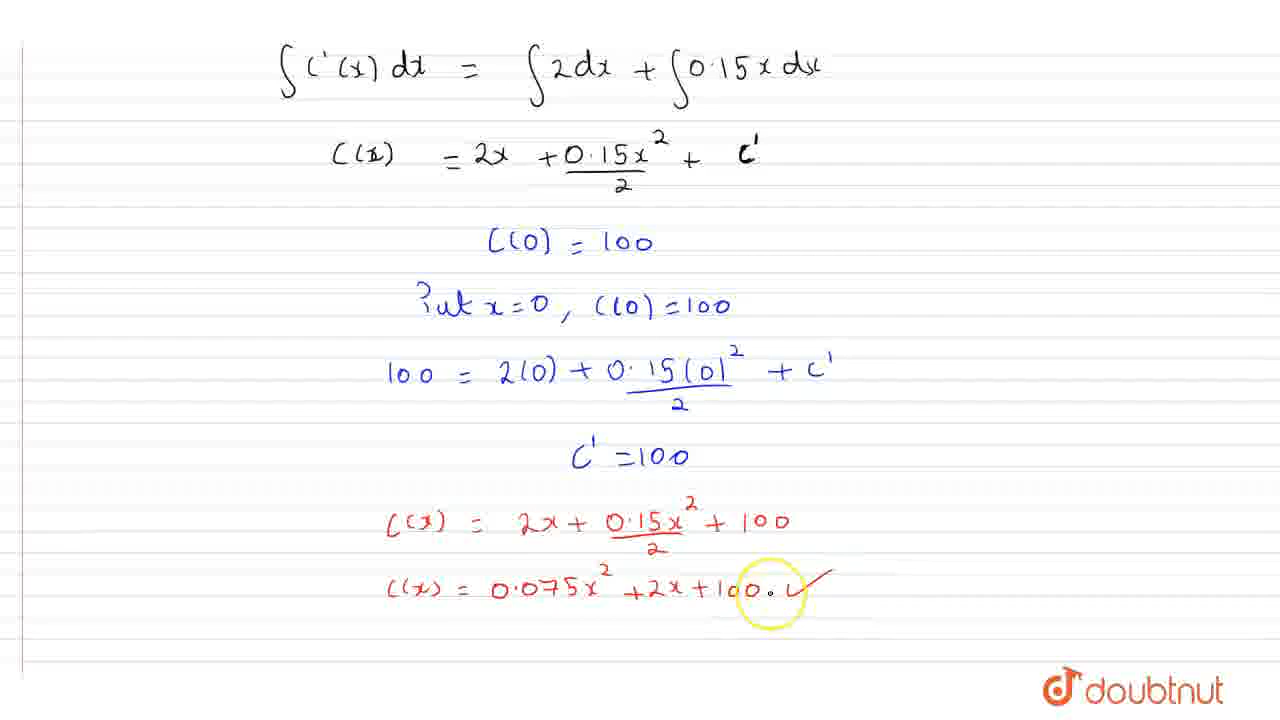 ∫ C'(x) dx = ∫ 2dx + ∫ 0.15x dx
C(x) = 2x + 0.15x²/2 + C'
C(0) = 100
Put x=0, C(0)=100
100 = 2(0) + 0.15(0)²/2 + C'
C' = 100
C(x) = 2x + 0.15x²/2 + 100
C(x) = 0.075x² + 2x + 100.
doubtnut